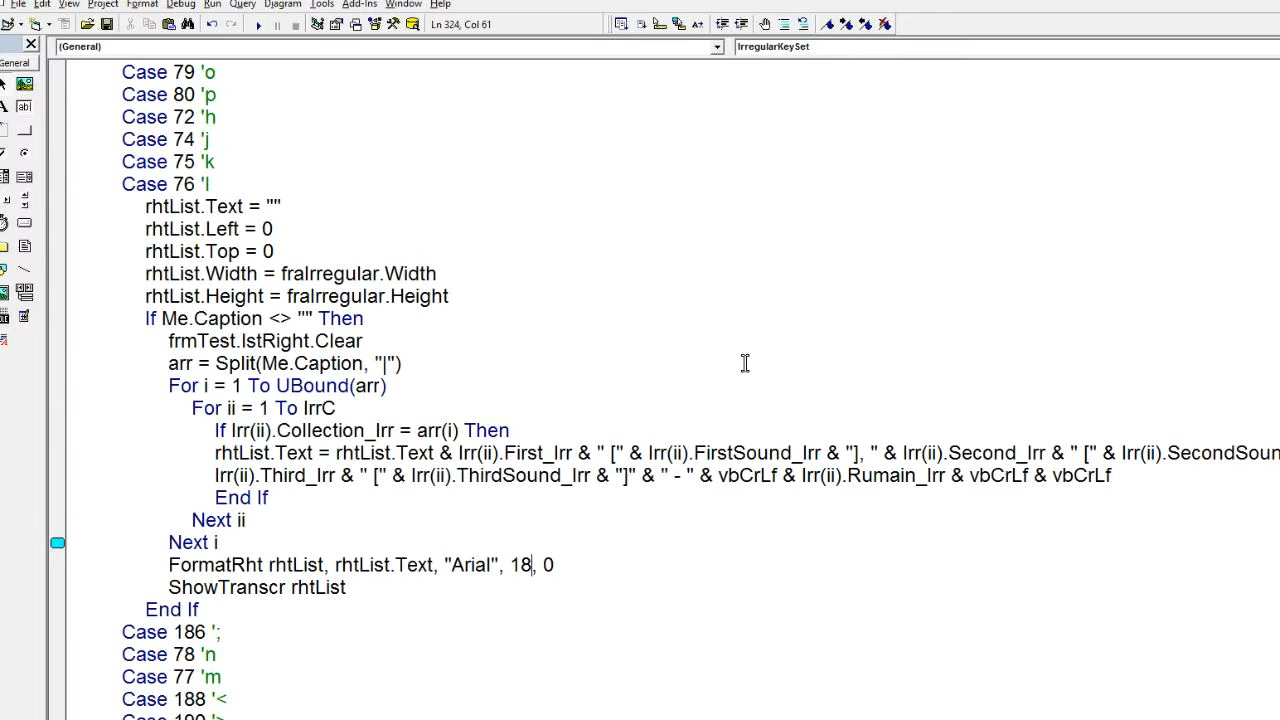 File Edit View Project Format Debug Run Query Diagram Tools Add-Ins Window Help
Ln 324, Col 61
(General) IrregularKeySet
General
Case 79 'o
Case 80 'p
Case 72 'h
Case 74 'j
Case 75 'k
Case 76 'l
rhtList.Text = ""
rhtList.Left = 0
rhtList.Top = 0
rhtList.Width = fraIrregular.Width
rhtList.Height = fraIrregular.Height
If Me.Caption <> "" Then
frmTest.lstRight.Clear
arr = Split(Me.Caption, "|")
For i = 1 To UBound(arr)
For ii = 1 To IrrC
If Irr(ii).Collection_Irr = arr(i) Then
rhtList.Text = rhtList.Text & Irr(ii).First_Irr & " [" & Irr(ii).FirstSound_Irr & "], " & Irr(ii).Second_Irr & " [" & Irr(ii).SecondSoun
Irr(ii).Third_Irr & " [" & Irr(ii).ThirdSound_Irr & "]" & " - " & vbCrLf & Irr(ii).Rumain_Irr & vbCrLf & vbCrLf
End If
Next ii
Next i
FormatRht rhtList, rhtList.Text, "Arial", 18, 0
ShowTranscr rhtList
End If
Case 186 ';
Case 78 'n
Case 77 'm
Case 188 '<
Case 190 '>